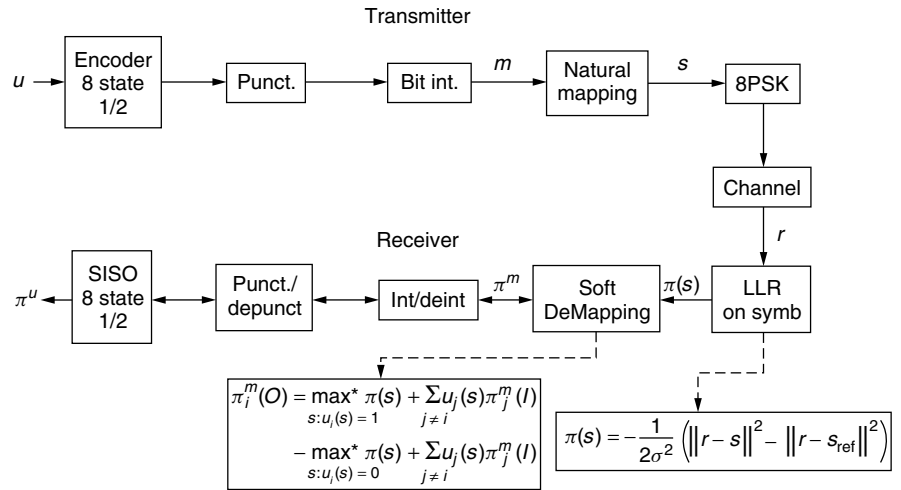 Transmitter
u
Encoder
8 state
1/2
Punct.
Bit int.
m
Natural
mapping
s
8PSK
Channel
r
Receiver
π^u
SISO
8 state
1/2
Punct./
depunct
Int/deint
π^m
Soft
DeMapping
π(s)
LLR
on symb
π_i^m(O) = max* π(s) + Σ u_j(s)π_j^m(I)
s:u_i(s) = 1 j ≠ i
- max* π(s) + Σ u_j(s)π_j^m(I)
s:u_i(s) = 0 j ≠ i
π(s) = -1/2σ² (||r – s||² – ||r – s_ref||²)